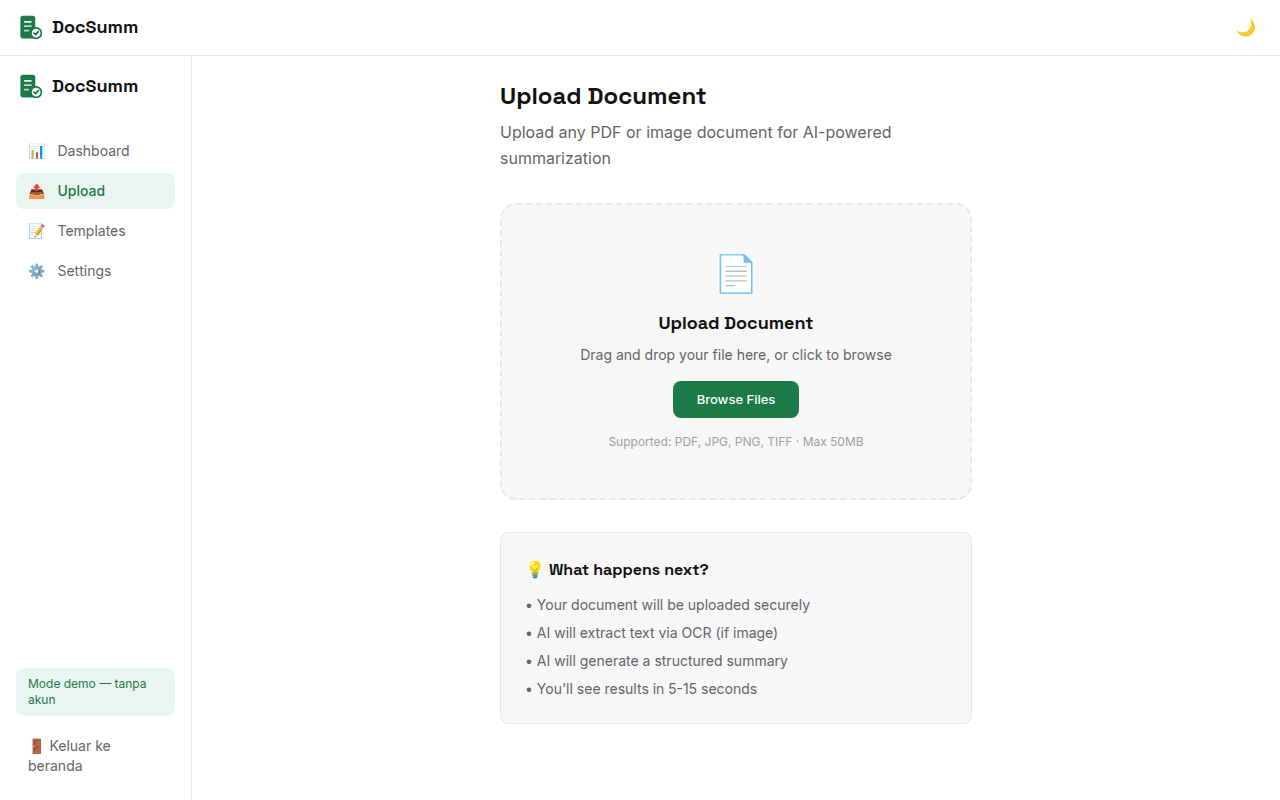 DocSumm
DocSumm
Dashboard
Upload
Templates
Settings
Mode demo — tanpa
akun
Keluar ke
beranda
Upload Document
Upload any PDF or image document for AI-powered
summarization
Upload Document
Drag and drop your file here, or click to browse
Browse Files
Supported: PDF, JPG, PNG, TIFF · Max 50MB
What happens next?
• Your document will be uploaded securely
• AI will extract text via OCR (if image)
• AI will generate a structured summary
• You'll see results in 5-15 seconds